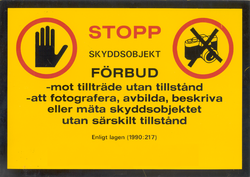 STOPP
SKYDDSOBJEKT
FÖRBUD
-mot tillträde utan tillstånd
-att fotografera, avbilda, beskriva
eller mäta skyddsobjektet
utan särskilt tillstånd
Enligt lagen (1990:217)